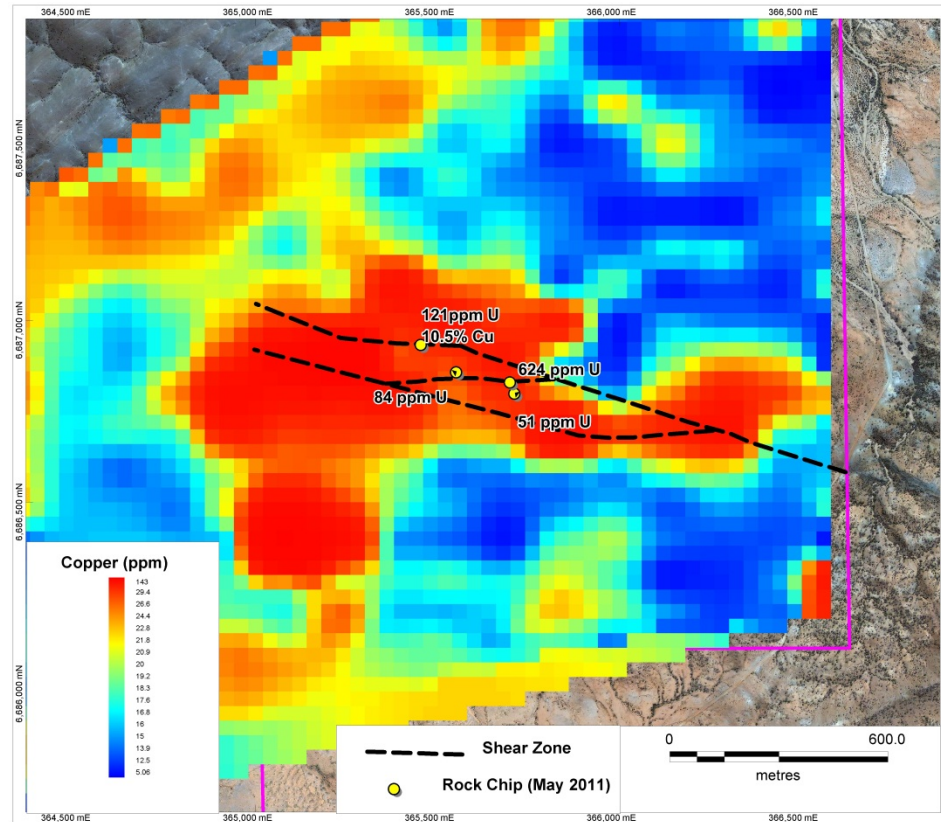 364,500 mE
365,000 mE
365,500 mE
366,000 mE
366,500 mE
6,687,500 mN
6,687,000 mN
6,686,500 mN
6,686,000 mN
121ppm U
10.5% Cu
624 ppm U
84 ppm U
51 ppm U
Copper (ppm)
143
29.4
26.6
24.4
22.8
21.8
20.9
20
19.2
18.3
17.6
16.8
16
15
13.9
12.5
5.06
Shear Zone
Rock Chip (May 2011)
0.0
600.0
metres
364,500 mE
365,000 mE
365,500 mE
366,000 mE
366,500 mE